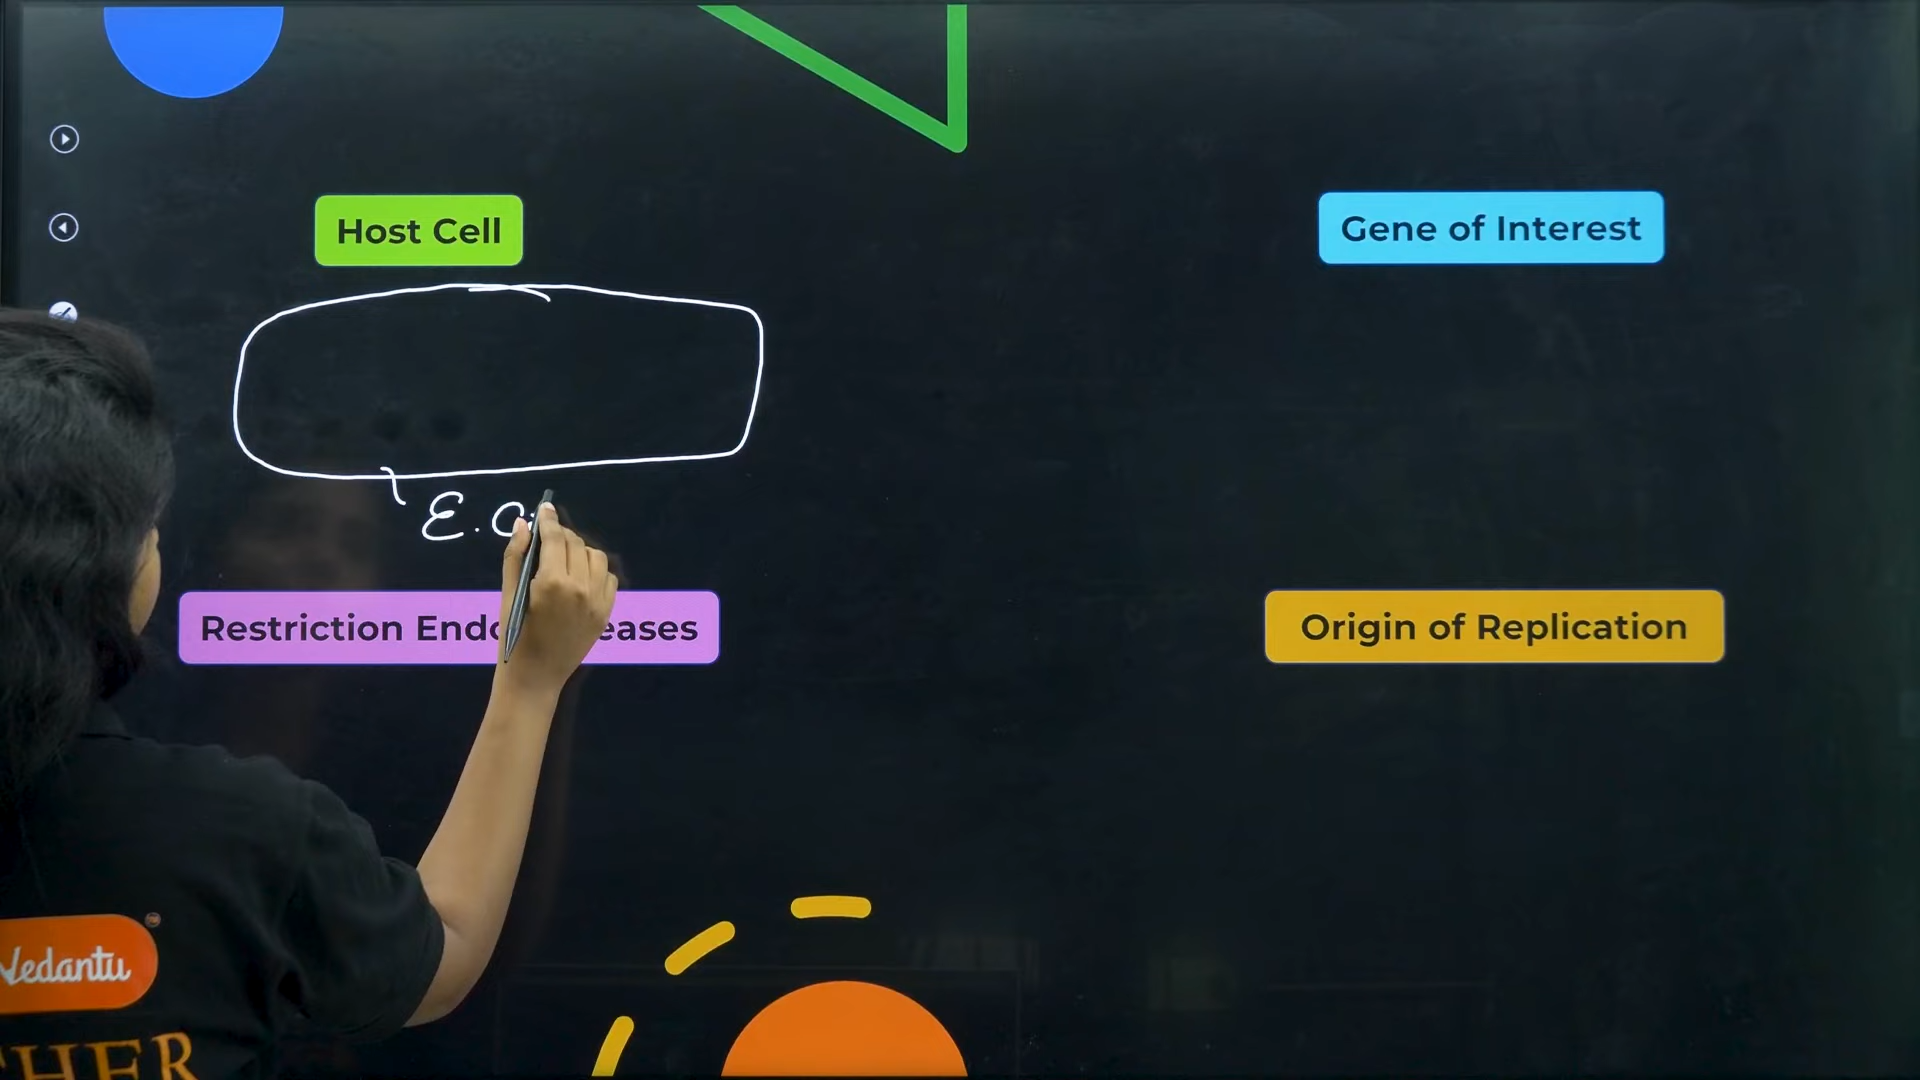 Host Cell
Gene of Interest
E. C
Restriction Endo eases
Origin of Replication
Vedantu
HER